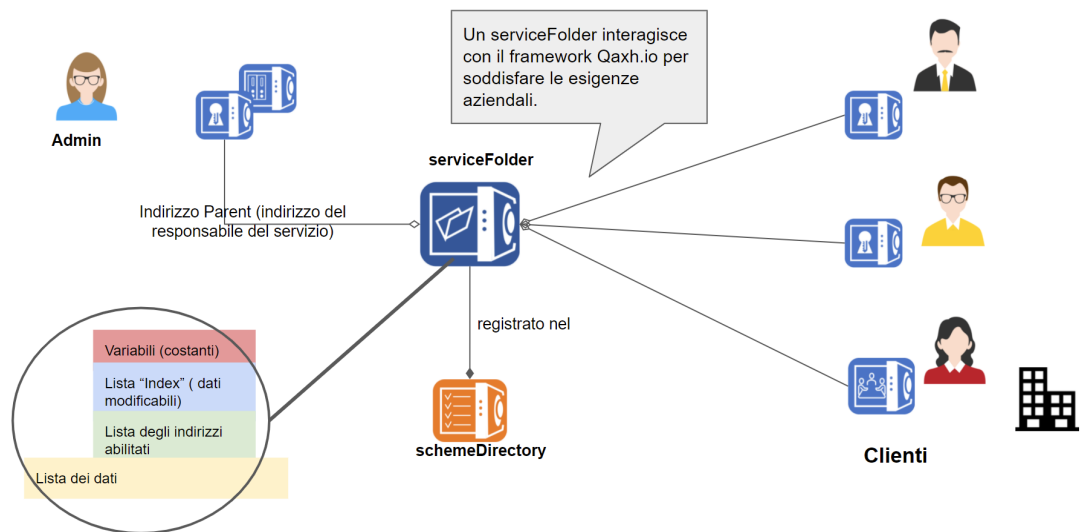 Un serviceFolder interagisce
con il framework Qaxh.io per
soddisfare le esigenze
aziendali.
Admin
serviceFolder
Indirizzo Parent (indirizzo del
responsabile del servizio)
registrato nel
Variabili (costanti)
Lista “Index” ( dati
modificabili)
Lista degli indirizzi
abilitati
Lista dei dati
schemeDirectory
Clienti